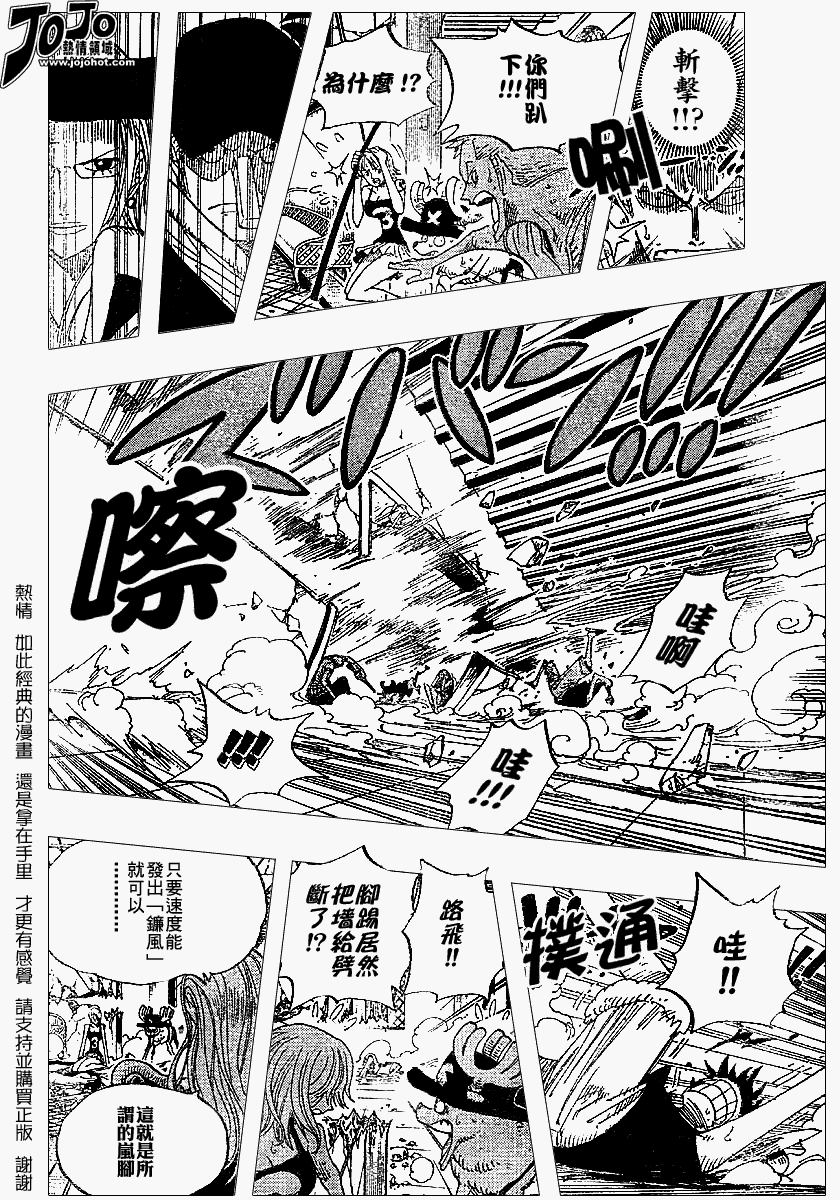 JOJO
熱情領域
www.jojohot.com
斬擊!!?
唰
你們趴
下!!!
為什麼!?
嚓
哇啊
哇!!!
!!!
哇!!
撲通
路飛!!
腳踢居然
把墻給劈
斷了!?
只要速度能
發出「鐮風」
就可以
…………
這就是所
謂的嵐腳
熱情 如此經典的漫畫 還是拿在手里 才更有感覺 請支持並購買正版 謝謝